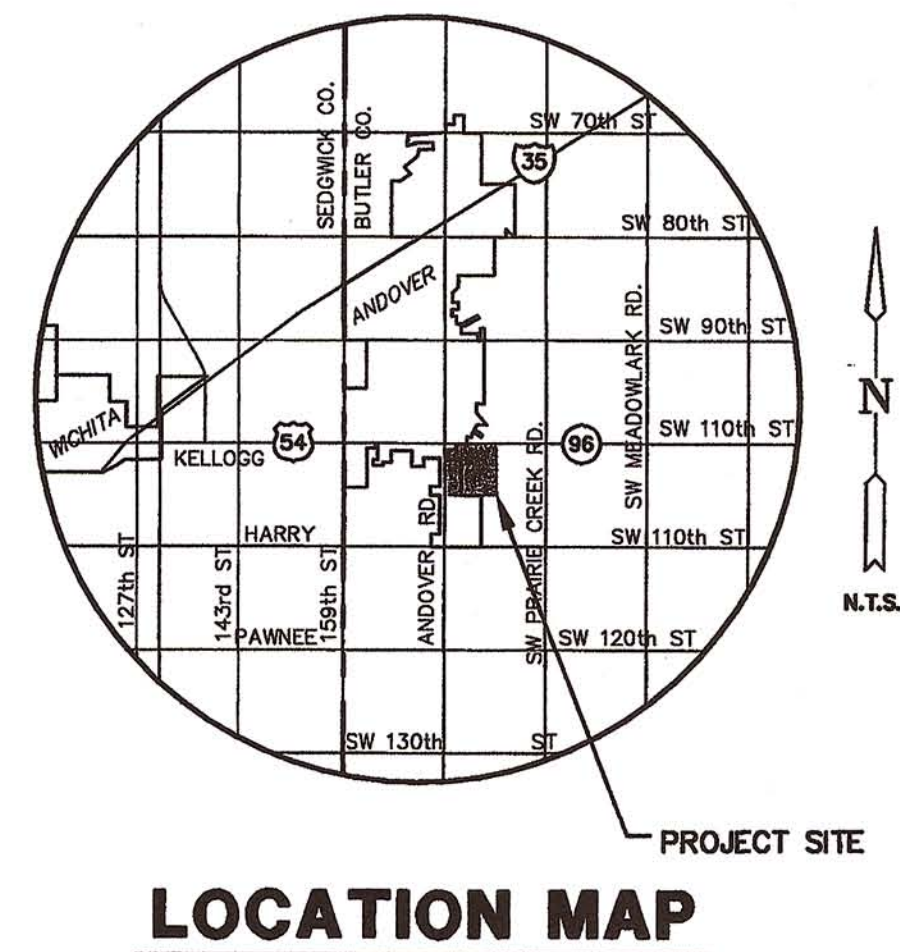 SEDGWICK CO.
BUTLER CO.
SW 70th ST
35
SW 80th ST
ANDOVER
SW 90th ST
SW MEADOWLARK RD.
WICHITA
KELLOGG
54
96
SW 110th ST
SW PRAIRIE CREEK RD.
N
HARRY
SW 110th ST
127th ST
143rd ST
159th ST
ANDOVER RD
N.T.S.
PAWNEE
SW 120th ST
SW 130th ST
PROJECT SITE
LOCATION MAP